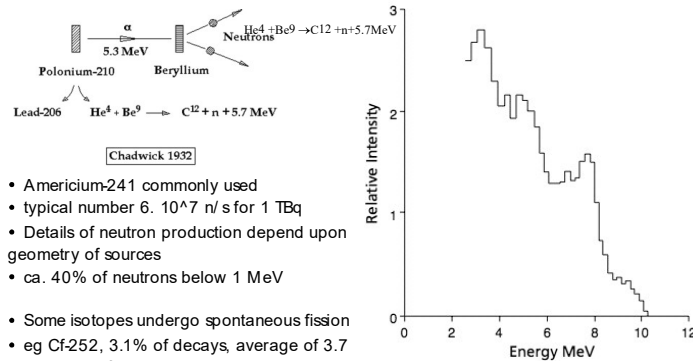 α
5.3 MeV
Neutrons
He4 +Be9 →C12 +n+5.7MeV
Polonium-210
Beryllium
Lead-206
He4 + Be9 → C12 + n + 5.7 MeV
Chadwick 1932
• Americium-241 commonly used
• typical number 6. 10^7 n/s for 1 TBq
• Details of neutron production depend upon
geometry of sources
• ca. 40% of neutrons below 1 MeV
• Some isotopes undergo spontaneous fission
• eg Cf-252, 3.1% of decays, average of 3.7
Relative Intensity
3
2
1
0
0 2 4 6 8 10 12
Energy MeV